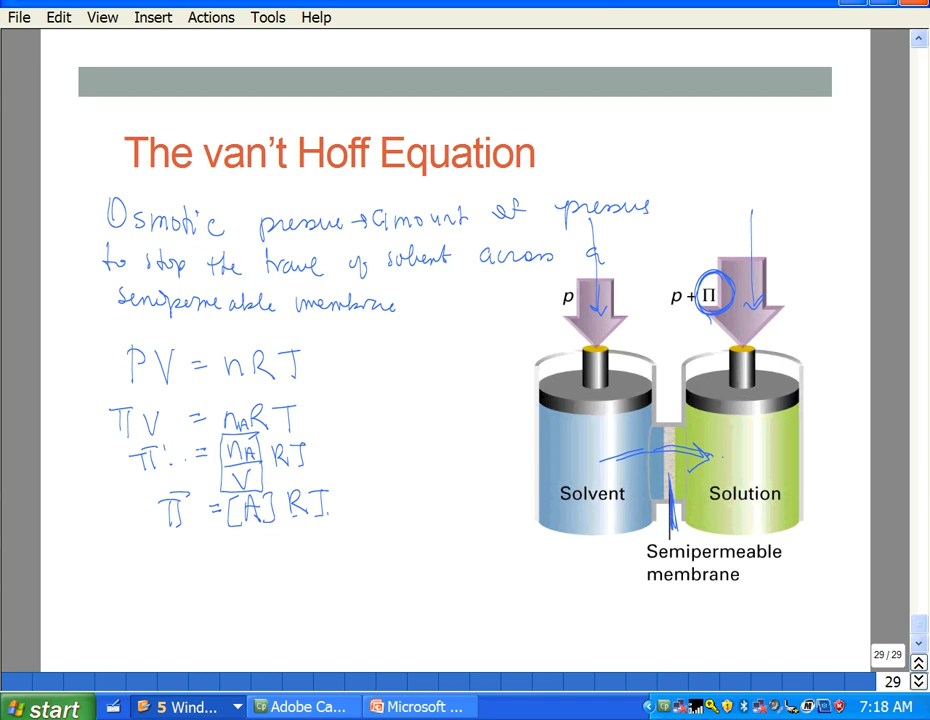 File Edit View Insert Actions Tools Help
The van't Hoff Equation
Osmotic pressure → amount of pressure
to stop the travel of solvent across a
semipermeable membrane
p
p + Π
PV = nRT
ΠV = nART
Π = nA/V RT
Π = [A] RT
Solvent
Solution
Semipermeable
membrane
29 / 29
29
start
5 Wind...
Adobe Ca...
Microsoft ...
7:18 AM